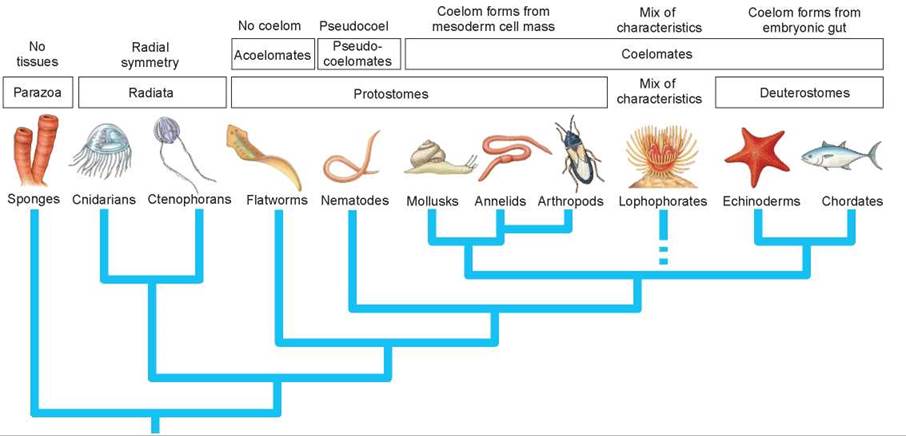 No coelom
Pseudocoel
Coelom forms from
mesoderm cell mass
Mix of
characteristics
Coelom forms from
embryonic gut
No
tissues
Radial
symmetry
Acoelomates
Pseudo-
coelomates
Coelomates
Parazoa
Radiata
Protostomes
Mix of
characteristics
Deuterostomes
Sponges
Cnidarians
Ctenophorans
Flatworms
Nematodes
Mollusks
Annelids
Arthropods
Lophophorates
Echinoderms
Chordates